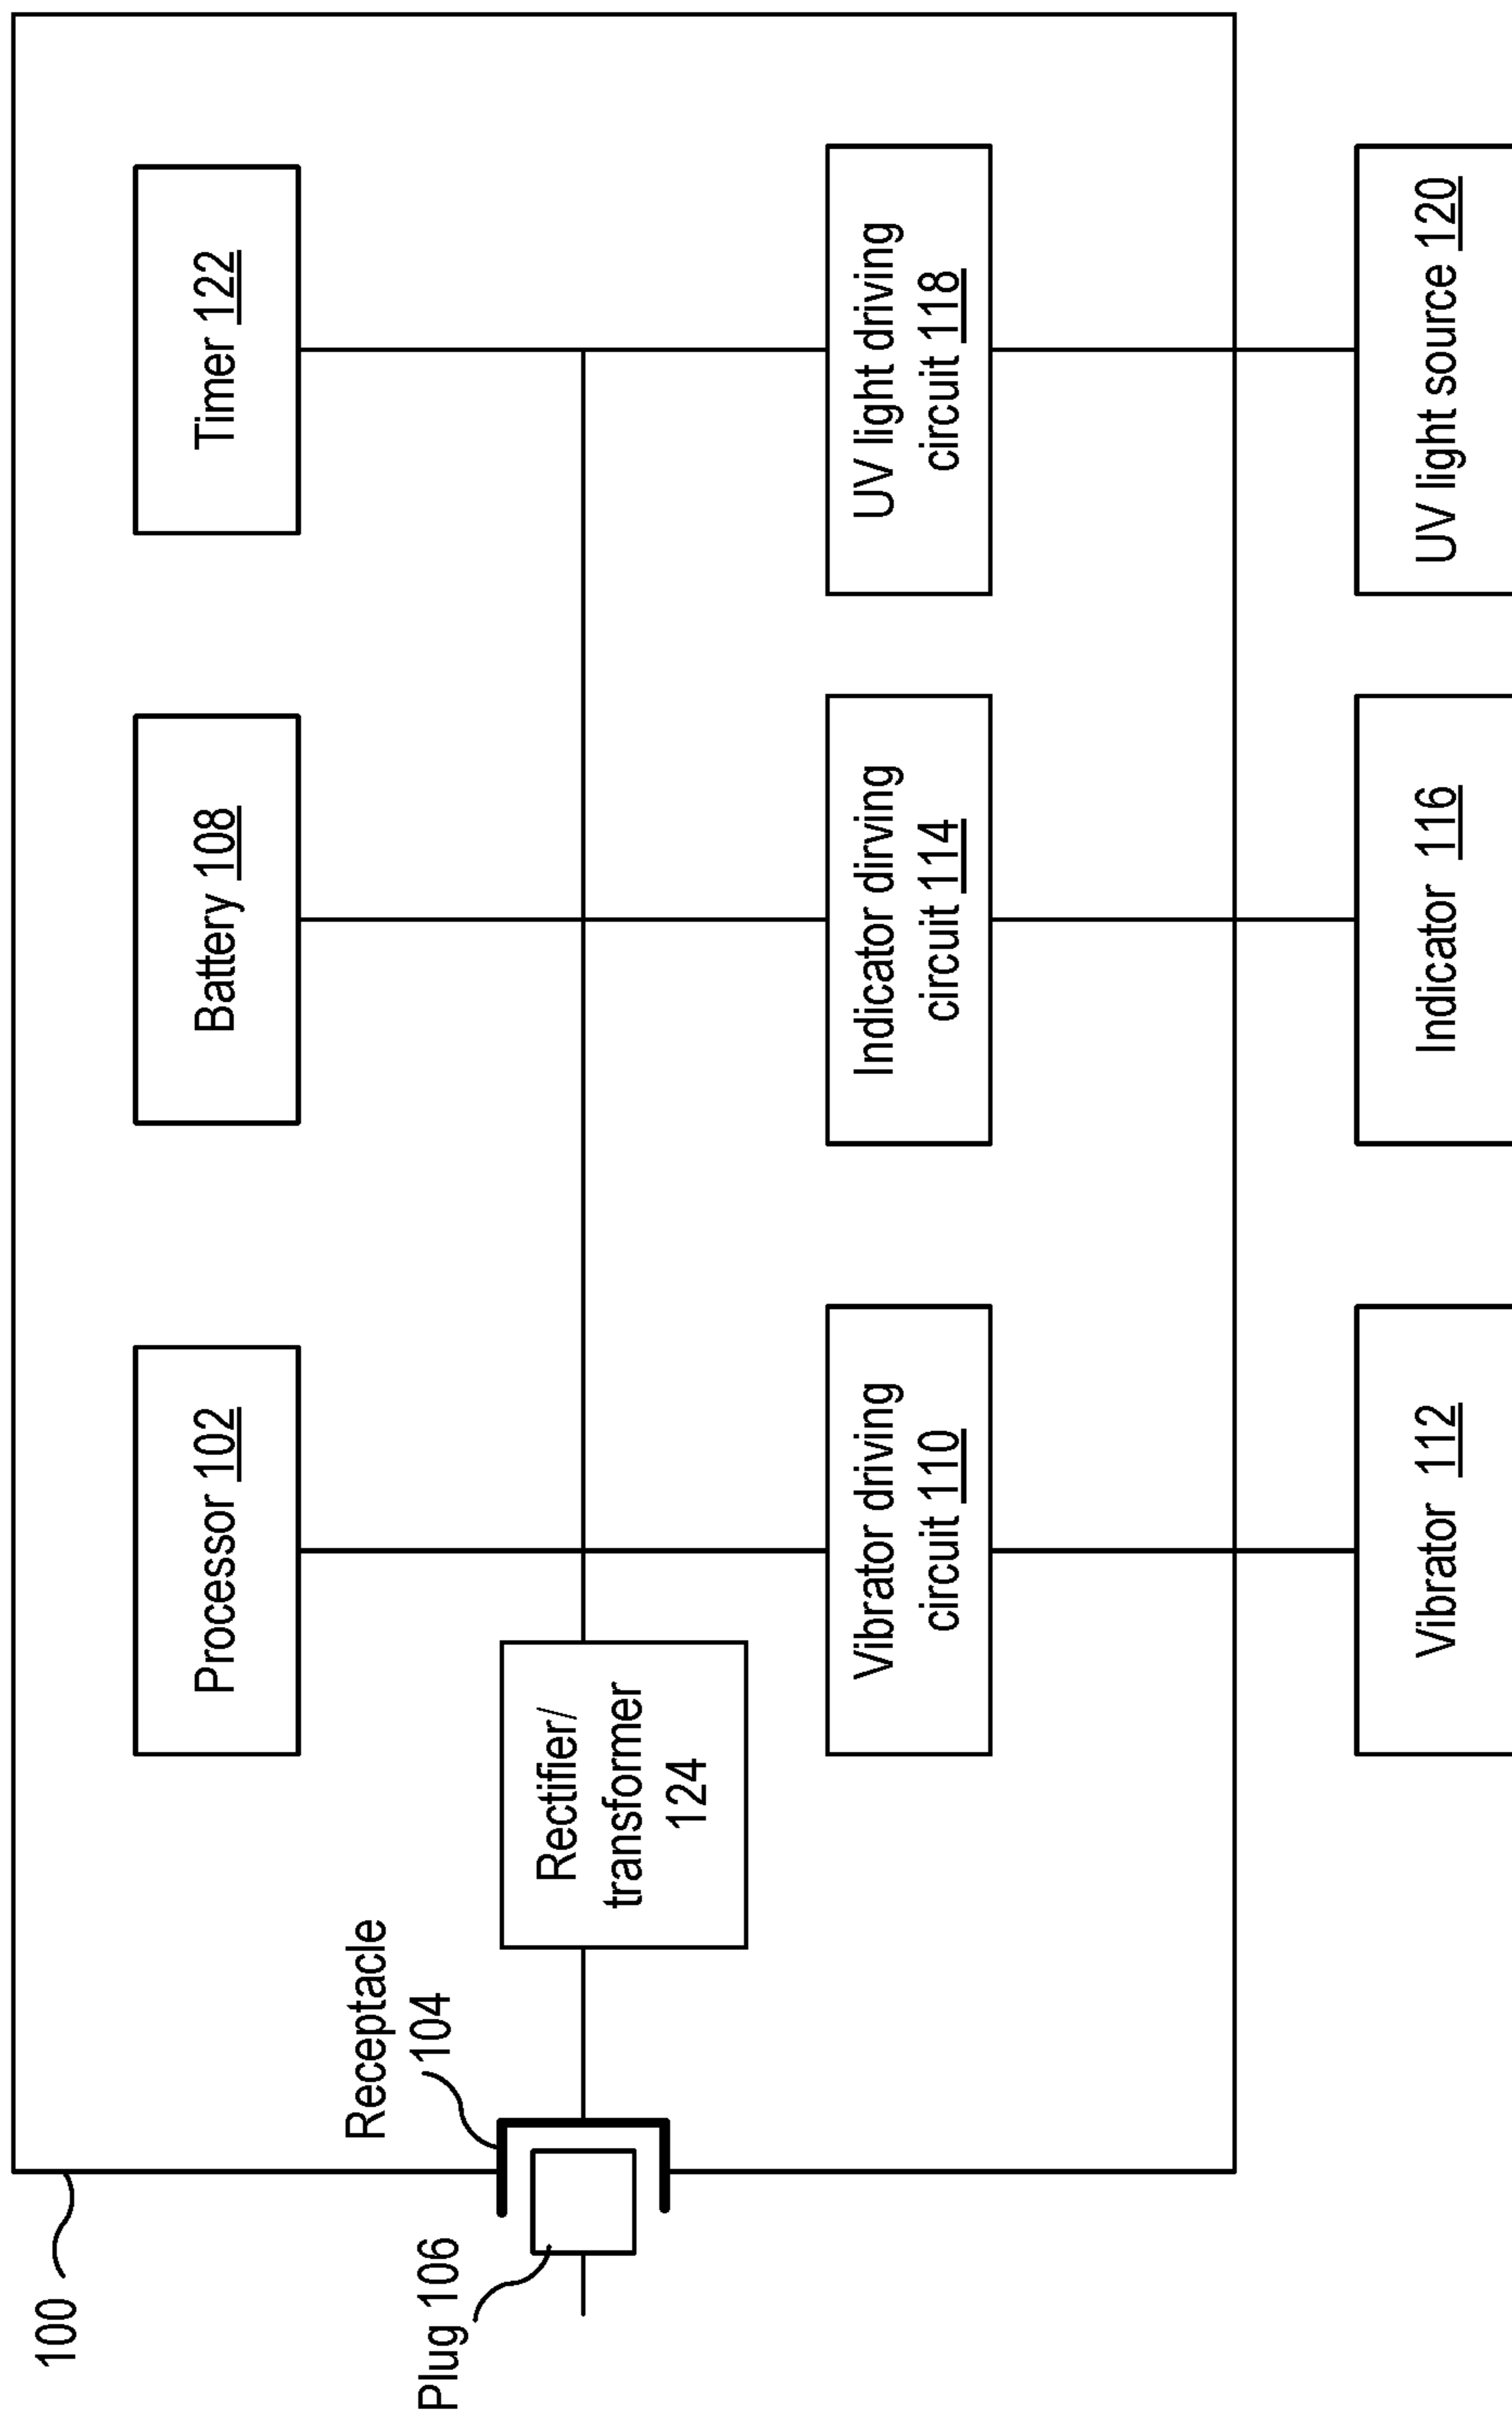 100
Processor 102
Battery 108
Timer 122
Receptacle
104
Plug 106
Rectifier/
transformer
124
Vibrator driving
circuit 110
Indicator dirving
circuit 114
UV light driving
circuit 118
Vibrator 112
Indicator 116
UV light source 120